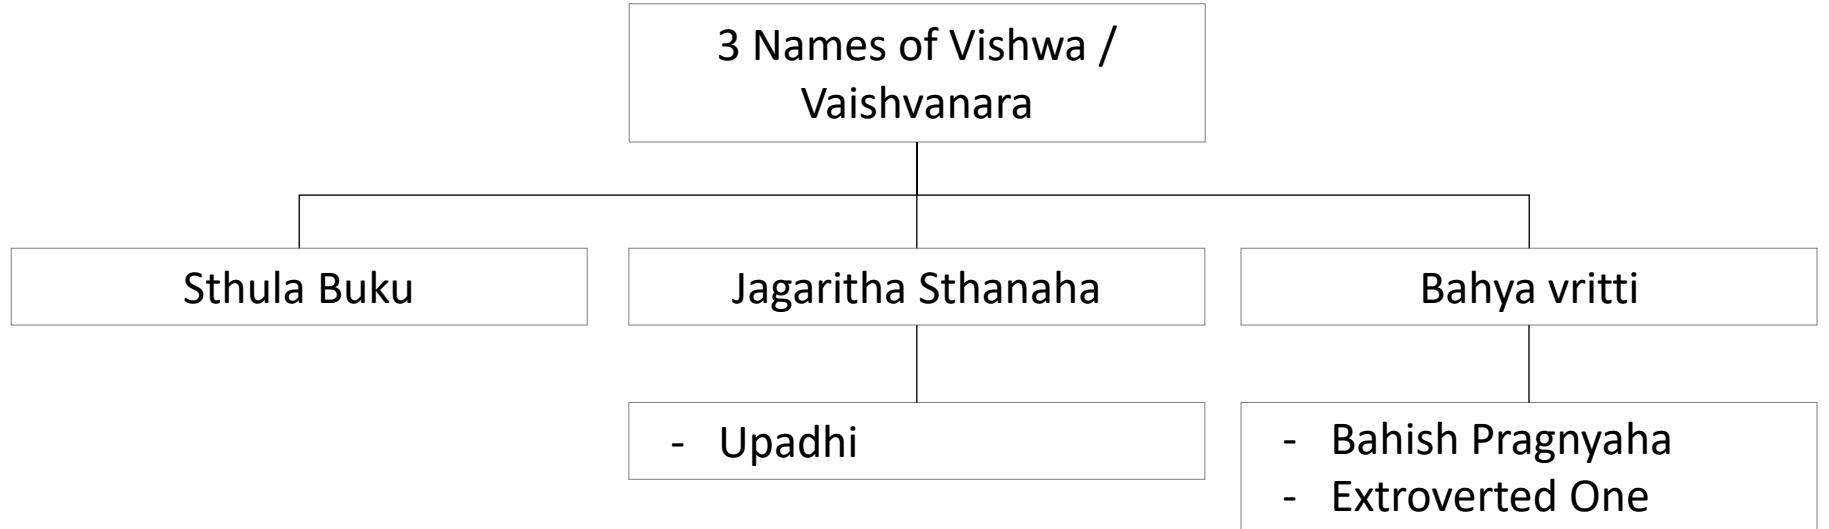 3 Names of Vishwa /
Vaishvanara
Sthula Buku
Jagaritha Sthanaha
Bahya vritti
- Upadhi
- Bahish Pragnyaha
- Extroverted One